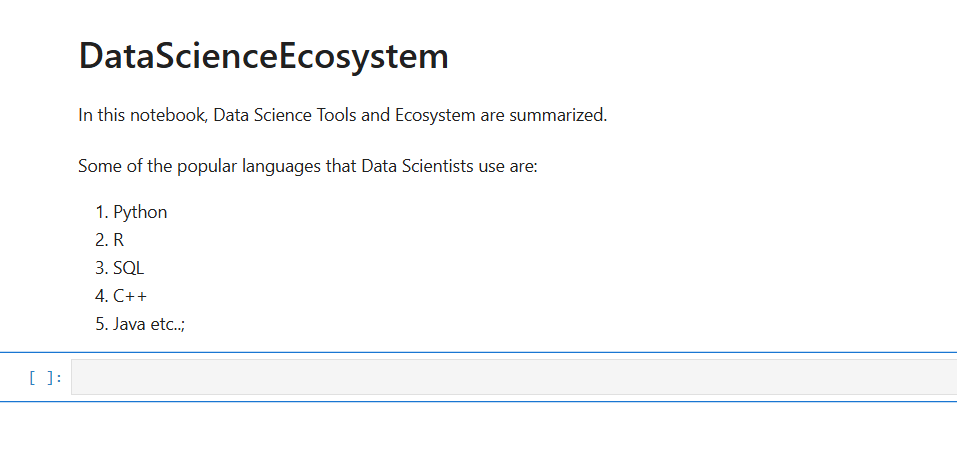 DataScienceEcosystem
In this notebook, Data Science Tools and Ecosystem are summarized.
Some of the popular languages that Data Scientists use are:
1. Python
2. R
3. SQL
4. C++
5. Java etc..;
[ ]: